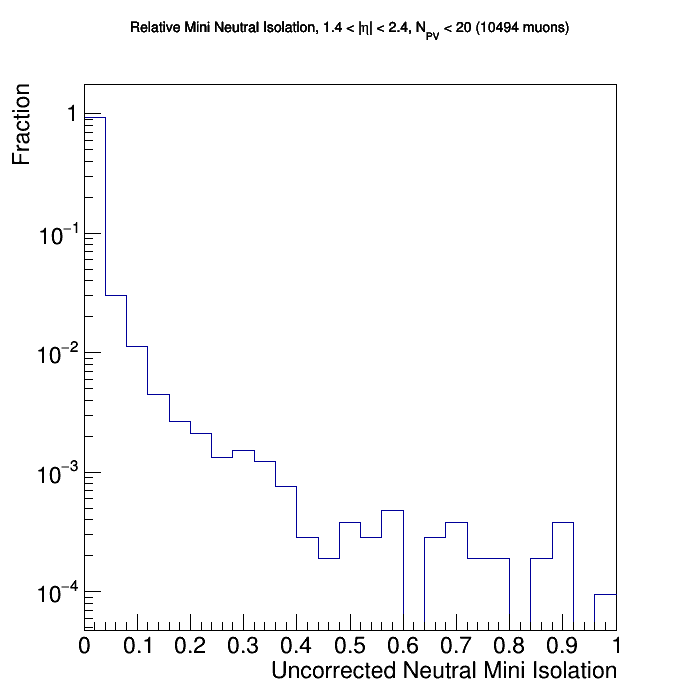 Relative Mini Neutral Isolation, 1.4 < |η| < 2.4, N_PV < 20 (10494 muons)
Fraction
1
10⁻¹
10⁻²
10⁻³
10⁻⁴
0 0.1 0.2 0.3 0.4 0.5 0.6 0.7 0.8 0.9 1
Uncorrected Neutral Mini Isolation